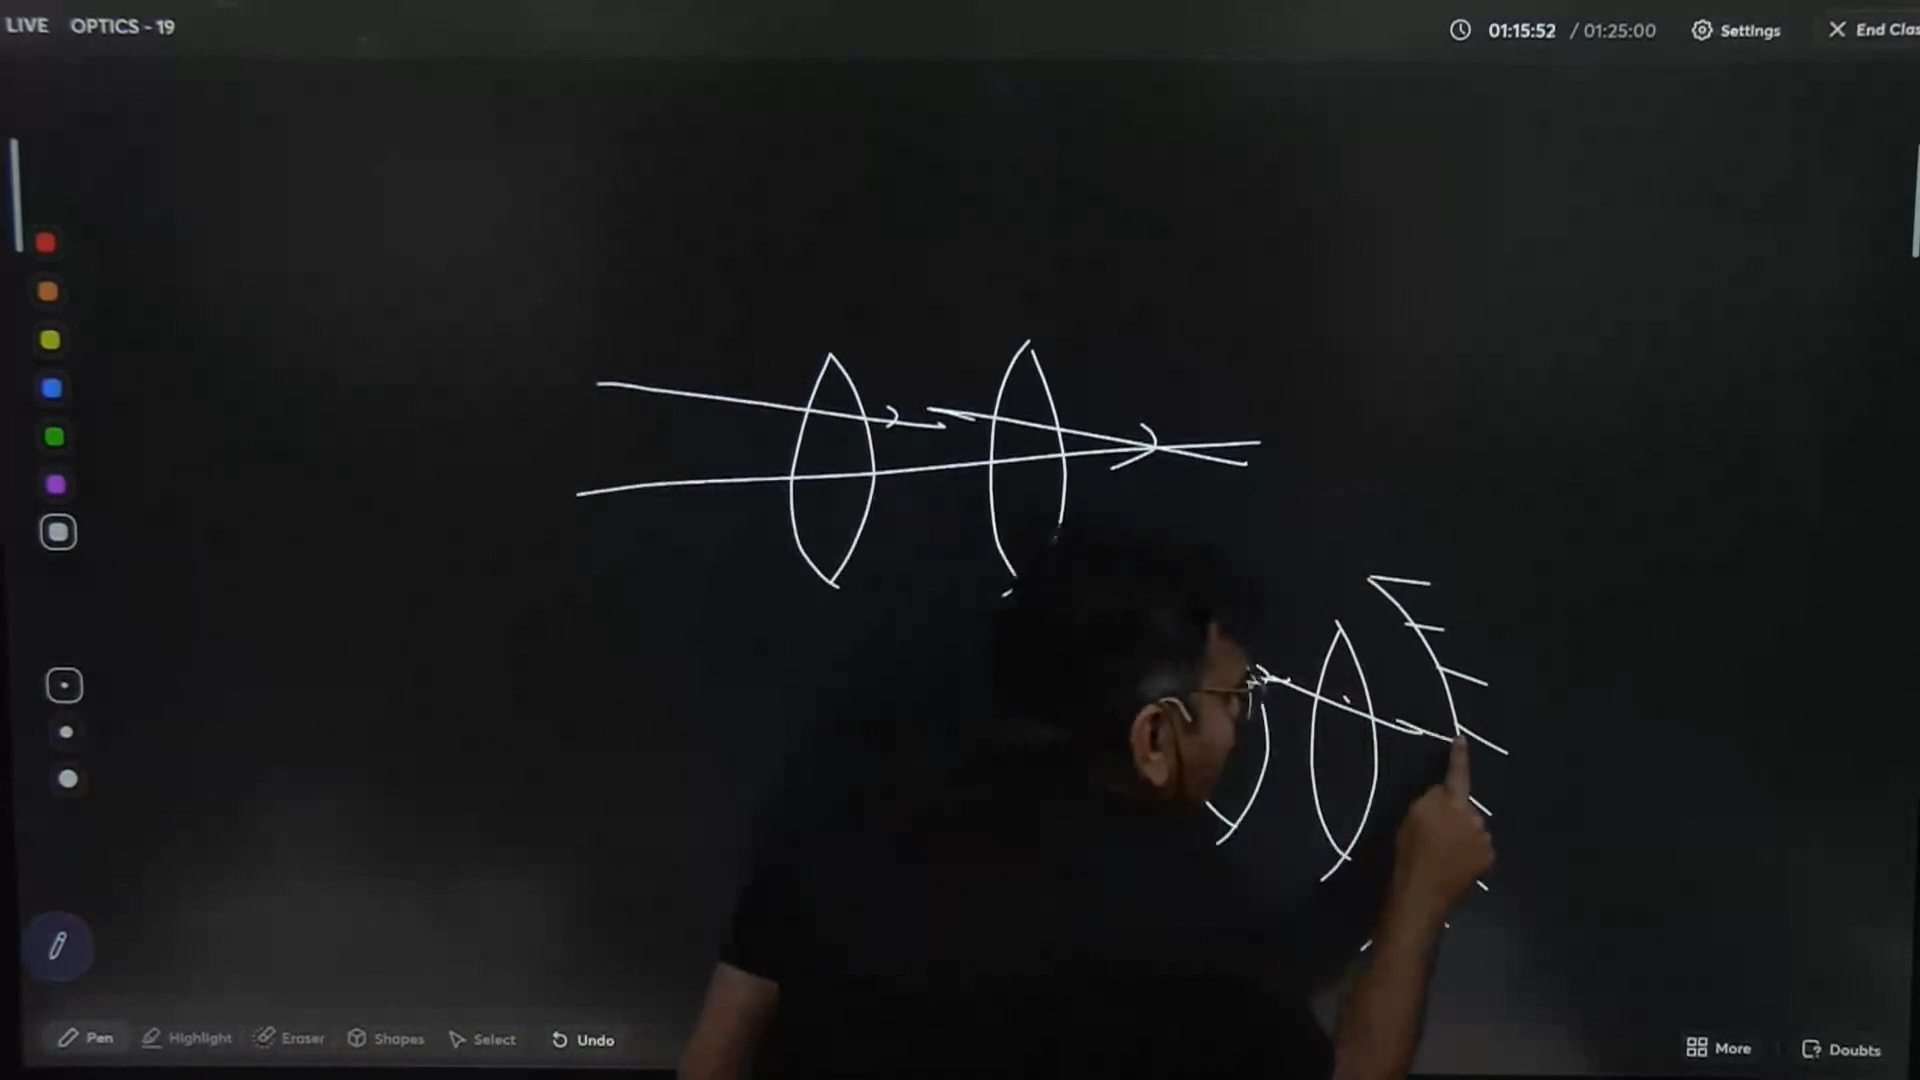 LIVE OPTICS - 19
01:15:52 / 01:25:00 Settings End Clas
Pen Highlight Eraser Shapes Select Undo More Doubts